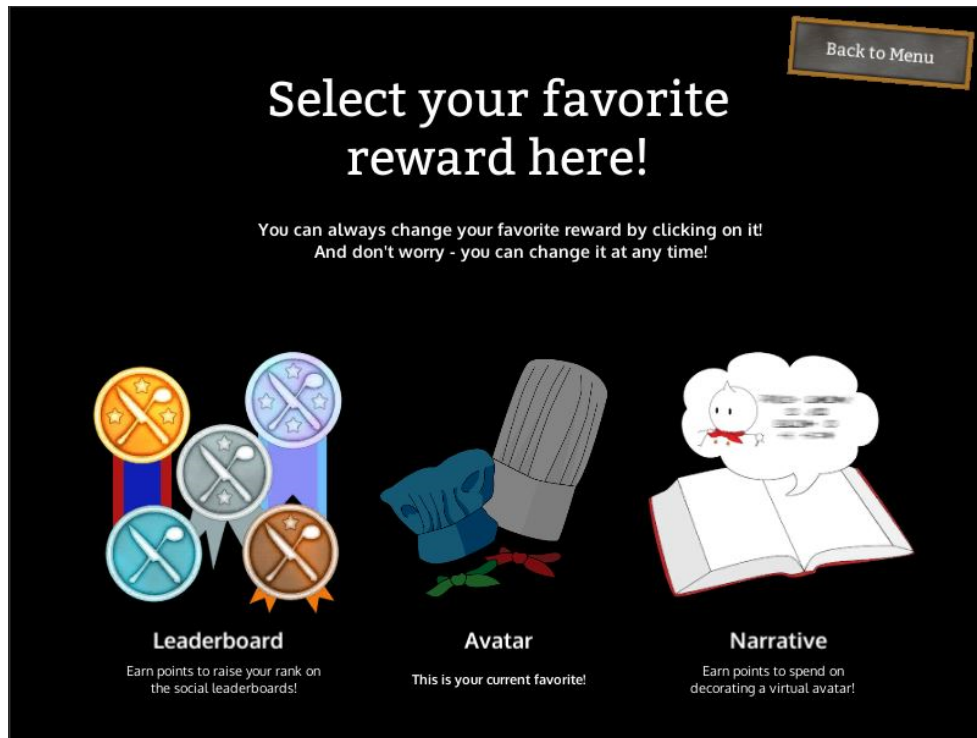 Back to Menu
Select your favorite
reward here!
You can always change your favorite reward by clicking on it!
And don't worry - you can change it at any time!
Leaderboard
Earn points to raise your rank on
the social leaderboards!
Avatar
This is your current favorite!
Narrative
Earn points to spend on
decorating a virtual avatar!